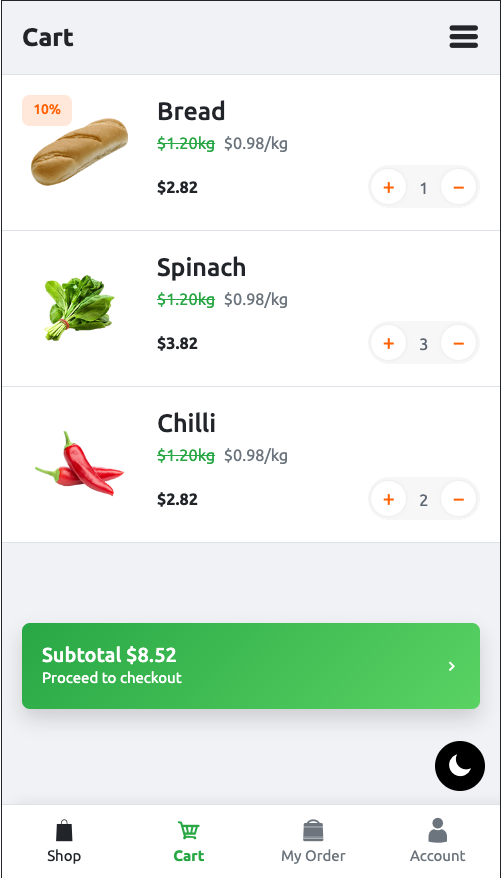 Cart
10%
Bread
$1.20kg $0.98/kg
$2.82
+ 1 −
Spinach
$1.20kg $0.98/kg
$3.82
+ 3 −
Chilli
$1.20kg $0.98/kg
$2.82
+ 2 −
Subtotal $8.52
Proceed to checkout
Shop Cart My Order Account